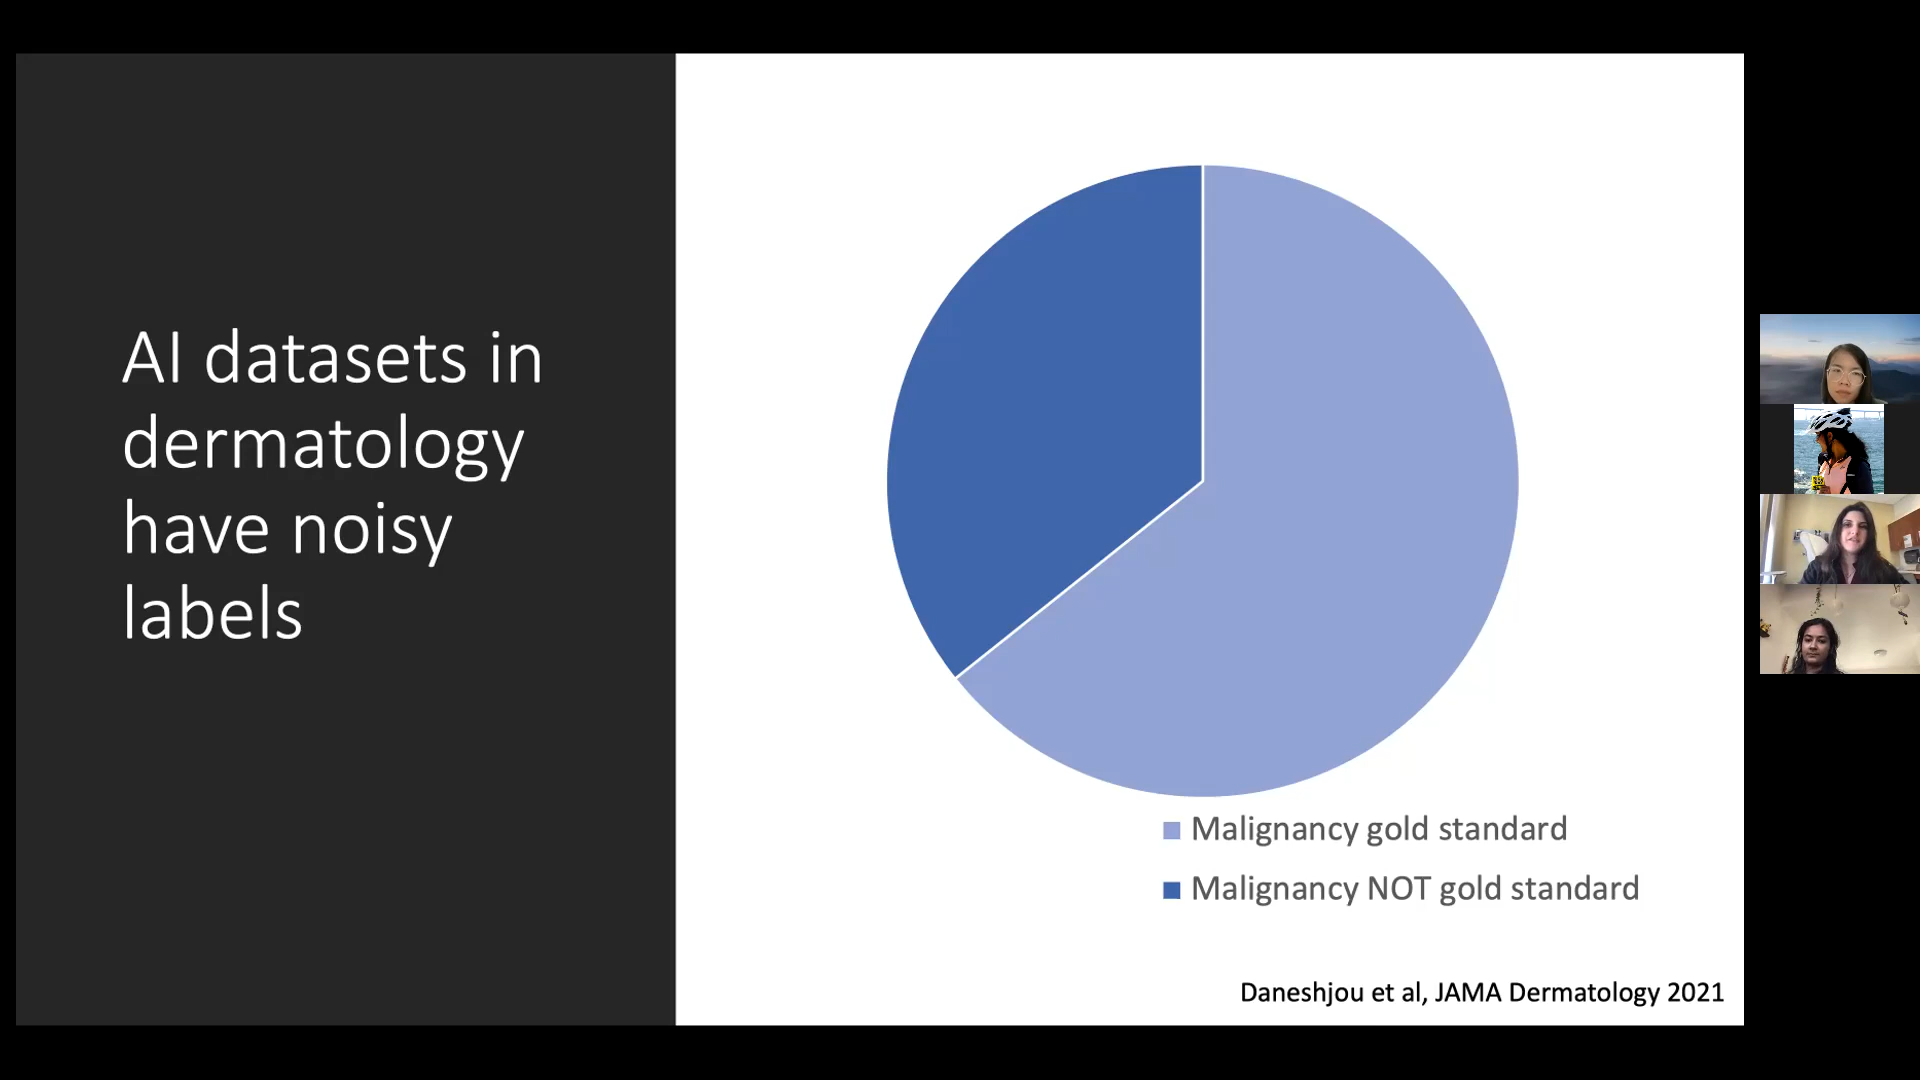 AI datasets in
dermatology
have noisy
labels
Malignancy gold standard
Malignancy NOT gold standard
Daneshjou et al, JAMA Dermatology 2021